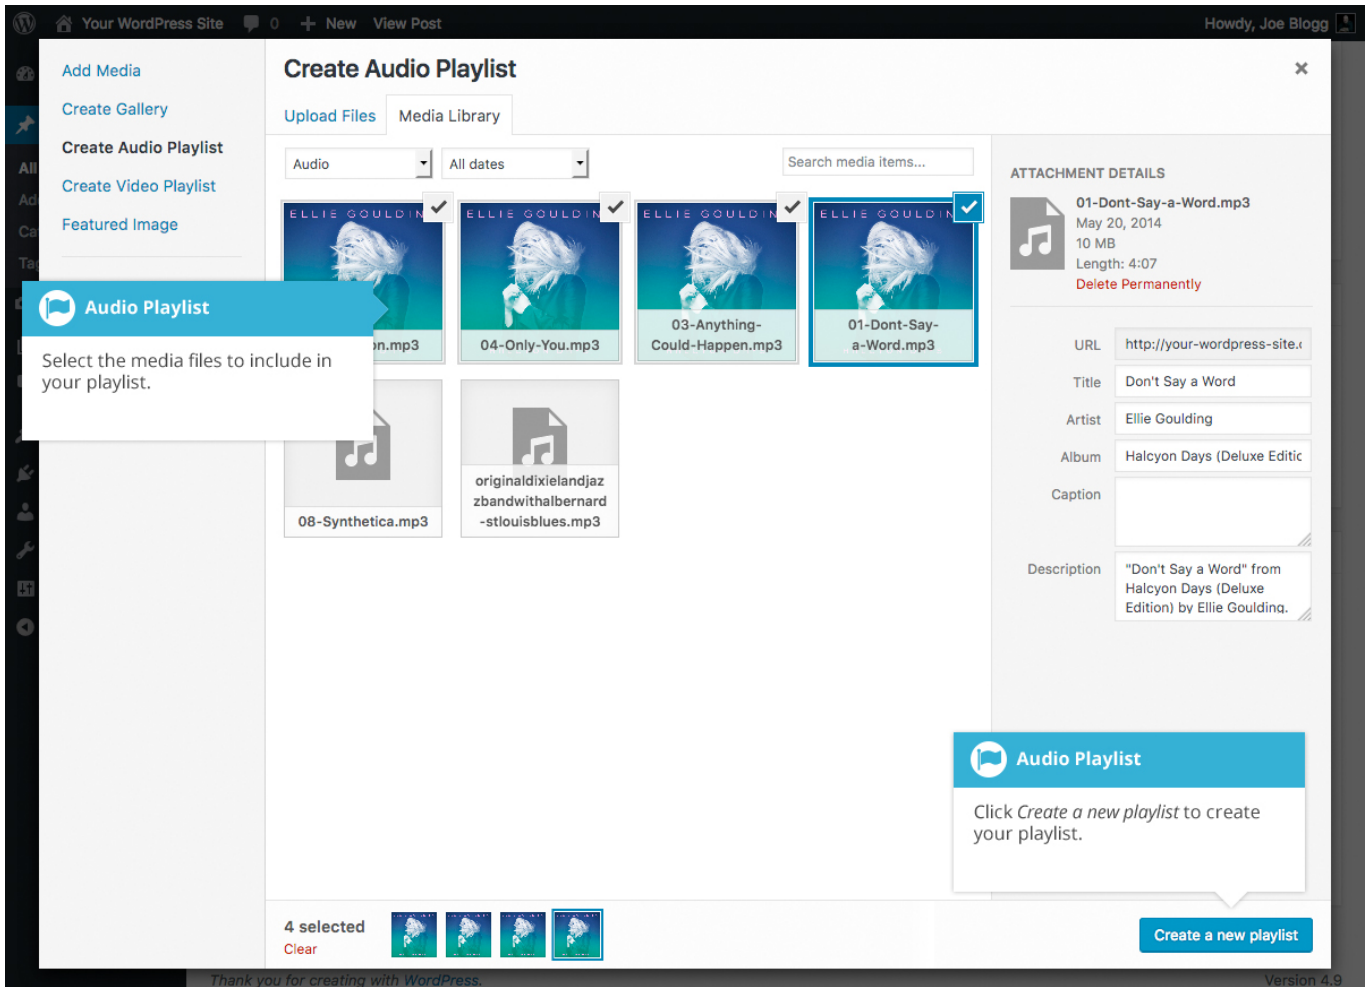 Your WordPress Site 0 New View Post Howdy, Joe Blogg
Add Media
Create Gallery
Create Audio Playlist
Create Video Playlist
Featured Image
All
Create Audio Playlist
Upload Files Media Library
Audio All dates Search media items...
ELLIE GOULDIN
ELLIE GOULDIN
ELLIE GOULDIN
ELLIE GOULDIN
on.mp3
04-Only-You.mp3
03-Anything-
Could-Happen.mp3
01-Dont-Say-
a-Word.mp3
08-Synthetica.mp3
originaldixielandjaz
zbandwithalbernard
-stlouisblues.mp3
Audio Playlist
Select the media files to include in
your playlist.
ATTACHMENT DETAILS
01-Dont-Say-a-Word.mp3
May 20, 2014
10 MB
Length: 4:07
Delete Permanently
URL http://your-wordpress-site.c
Title Don't Say a Word
Artist Ellie Goulding
Album Halcyon Days (Deluxe Editic
Caption
Description "Don't Say a Word" from
Halcyon Days (Deluxe
Edition) by Ellie Goulding.
Audio Playlist
Click Create a new playlist to create
your playlist.
4 selected
Clear
Create a new playlist
Thank you for creating with WordPress. Version 4.9